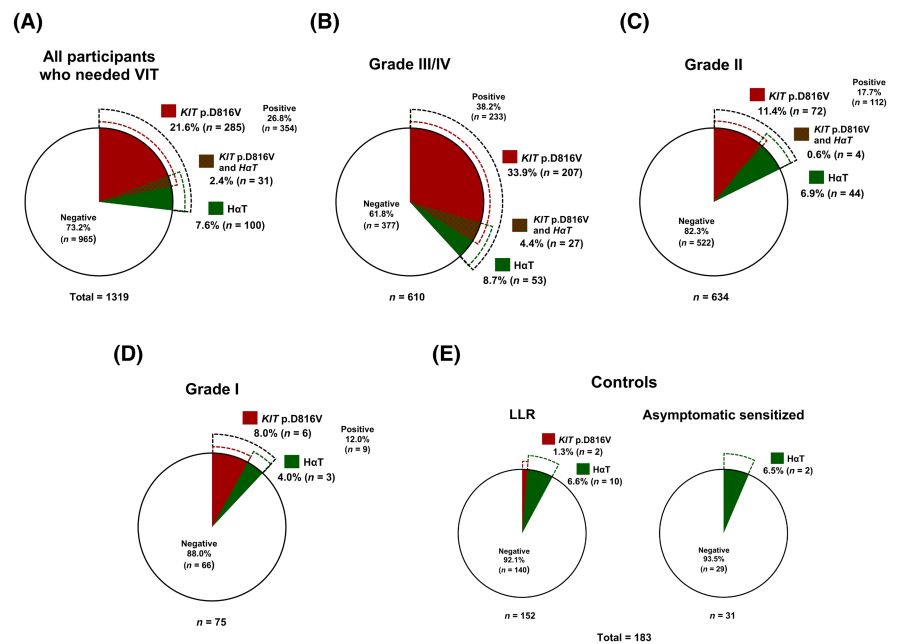 (A)
All participants
who needed VIT
KIT p.D816V
21.6% (n = 285)
Positive
26.8%
(n = 354)
KIT p.D816V
and HαT
2.4% (n = 31)
HαT
7.6% (n = 100)
Negative
73.2%
(n = 965)
Total = 1319
(B)
Grade III/IV
Positive
38.2%
(n = 233)
KIT p.D816V
33.9% (n = 207)
KIT p.D816V
and HαT
4.4% (n = 27)
HαT
8.7% (n = 53)
Negative
61.8%
(n = 377)
n = 610
(C)
Grade II
Positive
17.7%
(n = 112)
KIT p.D816V
11.4% (n = 72)
KIT p.D816V
and HαT
0.6% (n = 4)
HαT
6.9% (n = 44)
Negative
82.3%
(n = 522)
n = 634
(D)
Grade I
KIT p.D816V
8.0% (n = 6)
Positive
12.0%
(n = 9)
HαT
4.0% (n = 3)
Negative
88.0%
(n = 66)
n = 75
(E)
Controls
LLR
KIT p.D816V
1.3% (n = 2)
HαT
6.6% (n = 10)
Negative
92.1%
(n = 140)
n = 152
Asymptomatic sensitized
HαT
6.5% (n = 2)
Negative
93.5%
(n = 29)
n = 31
Total = 183